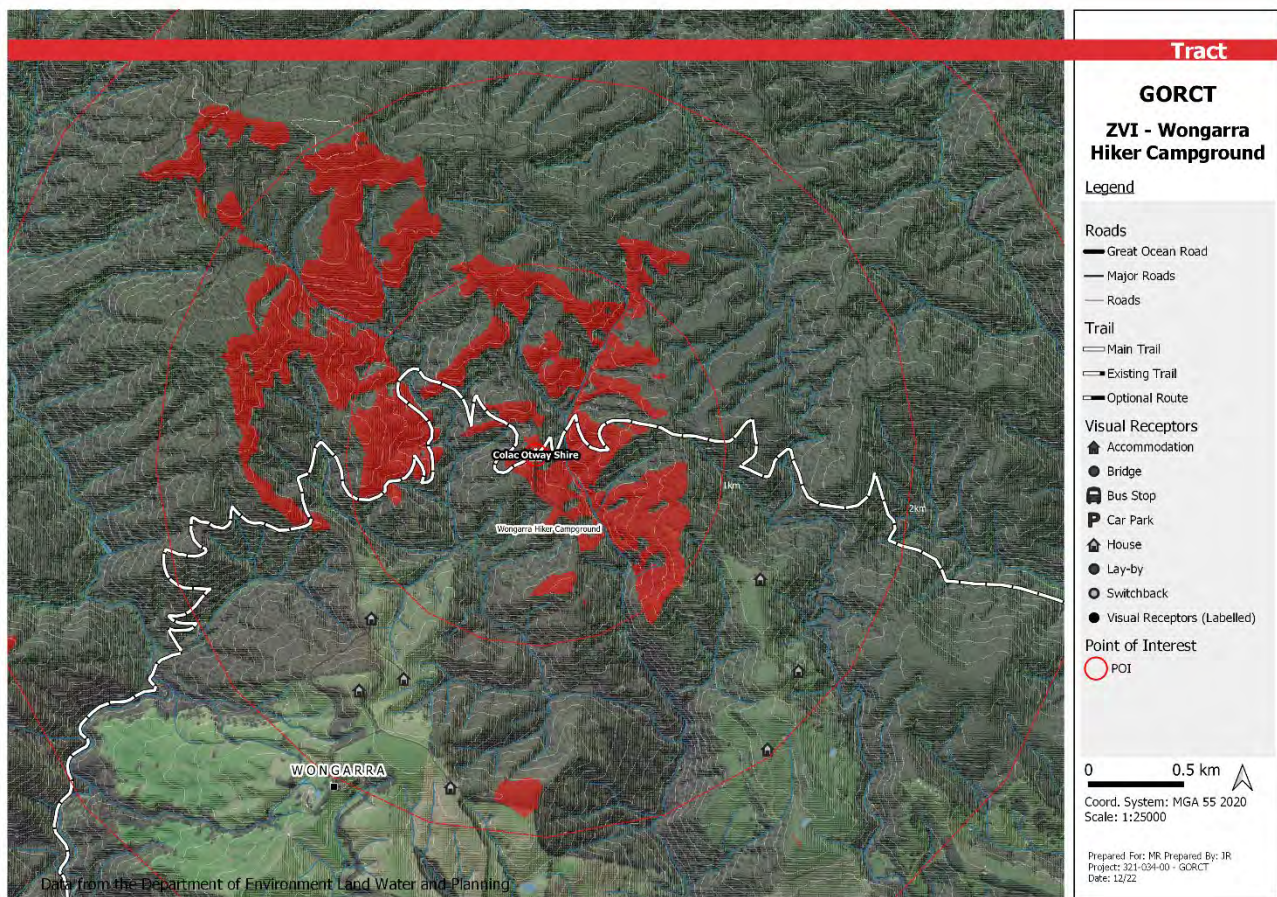 Tract
GORCT
ZVI - Wongarra
Hiker Campground
Legend
Roads
Great Ocean Road
Major Roads
Roads
Trail
Main Trail
Existing Trail
Optional Route
Visual Receptors
Accommodation
Bridge
Bus Stop
Car Park
House
Lay-by
Switchback
Visual Receptors (Labelled)
Point of Interest
POI
0 0.5 km
Coord. System: MGA 55 2020
Scale: 1:25000
Prepared For: MR Prepared By: JR
Project: 321-034-00 - GORCT
Date: 12/22
Colac Otway Shire
1km
2km
Wongarra Hiker Campground
WONGARRA
Data from the Department of Environment Land Water and Planning